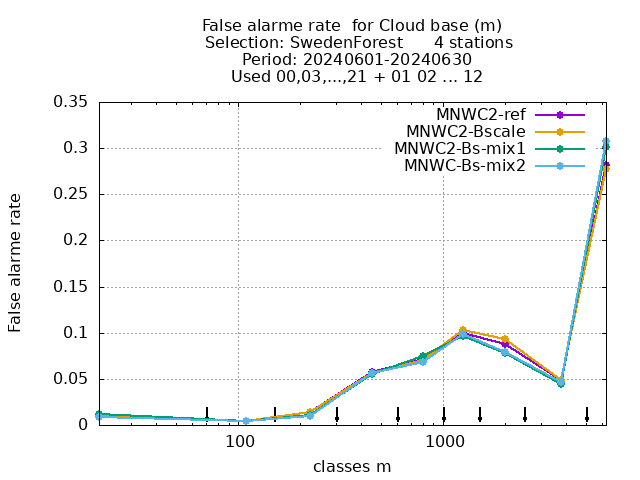 False alarme rate  for Cloud base (m)
Selection: SwedenForest      4 stations
Period: 20240601-20240630
Used 00,03,...,21 + 01 02 ... 12
MNWC2-ref
MNWC2-Bscale
MNWC2-Bs-mix1
MNWC-Bs-mix2
0.35
0.3
0.25
0.2
0.15
0.1
0.05
0
False alarme rate
100
1000
classes m